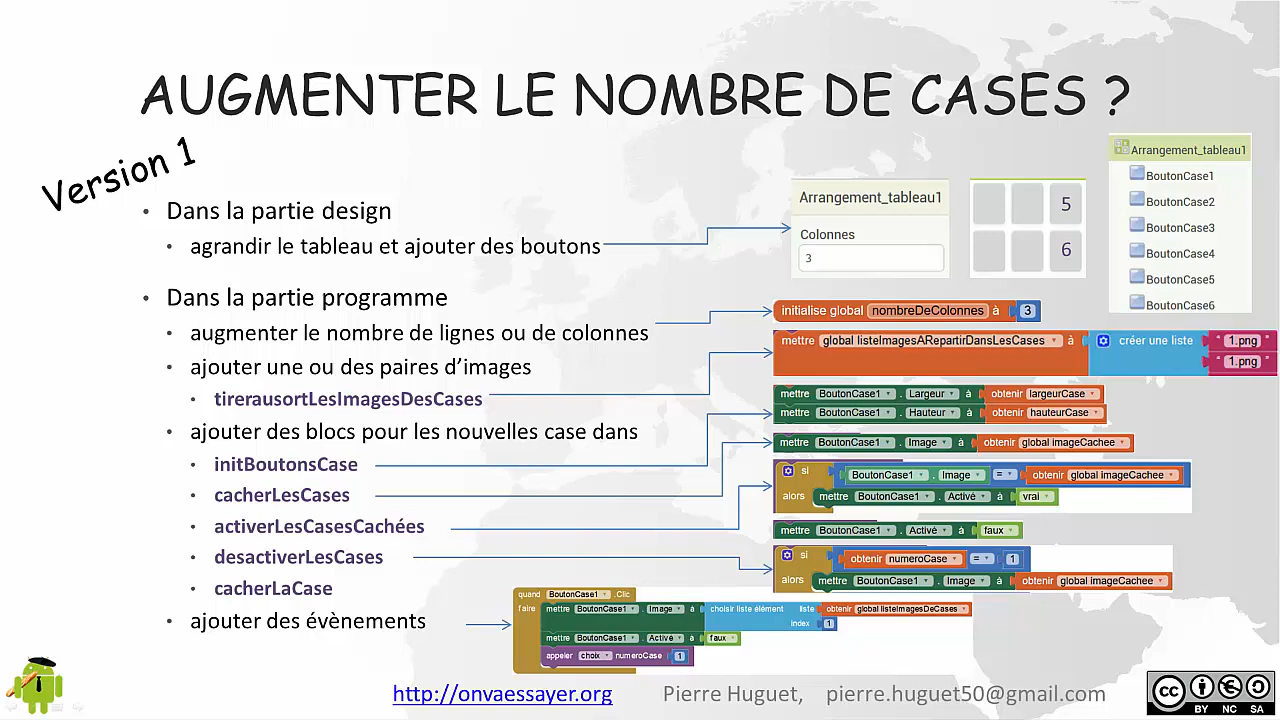 AUGMENTER LE NOMBRE DE CASES ?
Version 1
• Dans la partie design
• agrandir le tableau et ajouter des boutons
• Dans la partie programme
• augmenter le nombre de lignes ou de colonnes
• ajouter une ou des paires d’images
• tirerausortLesImagesDesCases
• ajouter des blocs pour les nouvelles case dans
• initBoutonsCase
• cacherLesCases
• activerLesCasesCachées
• desactiverLesCases
• cacherLaCase
• ajouter des évènements
Arrangement_tableau1
Colonnes
3
5
6
Arrangement_tableau1
BoutonCase1
BoutonCase2
BoutonCase3
BoutonCase4
BoutonCase5
BoutonCase6
initialise global nombreDeColonnes à 3
mettre global listeImagesARepartirDansLesCases à créer une liste " 1.png "
" 1.png "
mettre BoutonCase1 . Largeur à obtenir largeurCase
mettre BoutonCase1 . Hauteur à obtenir hauteurCase
mettre BoutonCase1 . Image à obtenir global imageCachee
si BoutonCase1 . Image = obtenir global imageCachee
alors mettre BoutonCase1 . Activé à vrai
mettre BoutonCase1 . Activé à faux
si obtenir numeroCase = 1
alors mettre BoutonCase1 . Image à obtenir global imageCachee
quand BoutonCase1 .Clic
faire mettre BoutonCase1 . Image à choisir liste élément liste obtenir global listeImagesDeCases
index 1
mettre BoutonCase1 . Activé à faux
appeler choix numeroCase 1
http://onvaessayer.org Pierre Huguet, pierre.huguet50@gmail.com
cc
BY NC SA